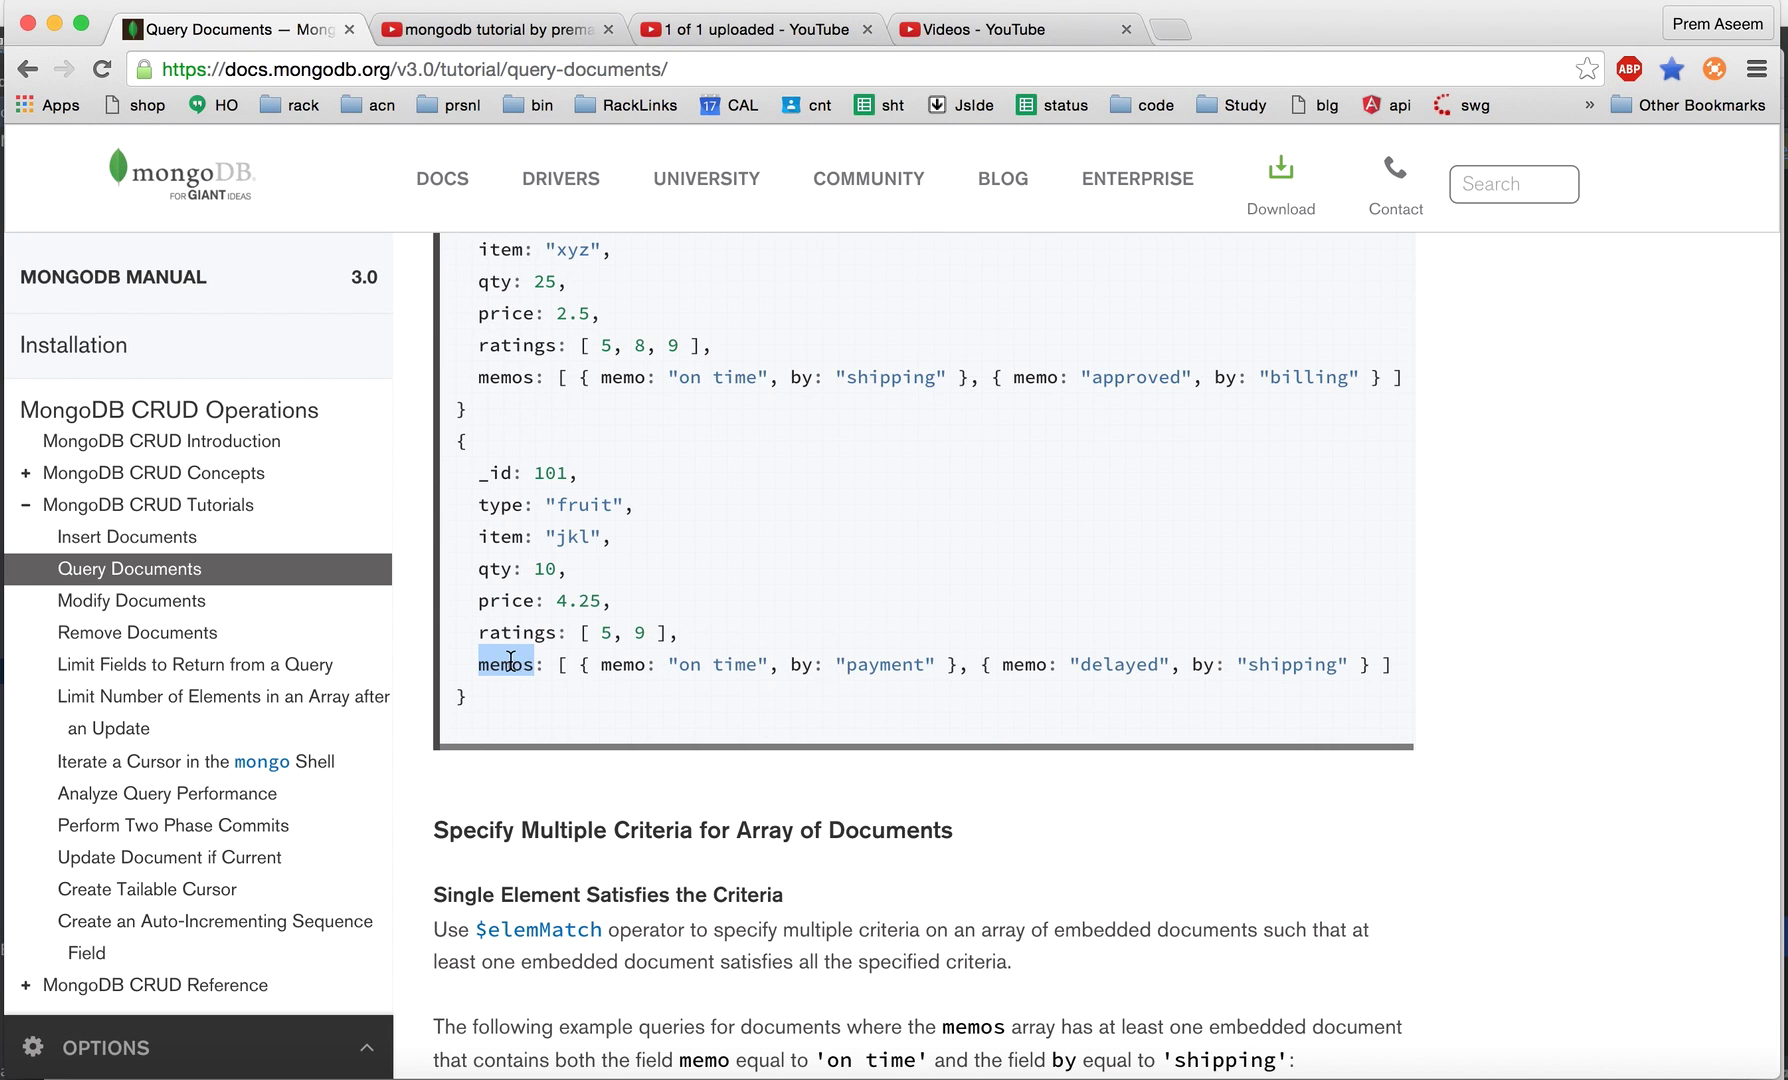 Prem Aseem
Query Documents — Mong
mongodb tutorial by prema
1 of 1 uploaded - YouTube
Videos - YouTube
https://docs.mongodb.org/v3.0/tutorial/query-documents/
ABP
Apps shop HO rack acn prsnl bin RackLinks 17 CAL cnt sht JsIde status code Study blg api swg » Other Bookmarks
mongoDB.
FOR GIANT IDEAS
DOCS DRIVERS UNIVERSITY COMMUNITY BLOG ENTERPRISE
Download
Contact
Search
MONGODB MANUAL 3.0
Installation
MongoDB CRUD Operations
MongoDB CRUD Introduction
+ MongoDB CRUD Concepts
– MongoDB CRUD Tutorials
Insert Documents
Query Documents
Modify Documents
Remove Documents
Limit Fields to Return from a Query
Limit Number of Elements in an Array after
an Update
Iterate a Cursor in the mongo Shell
Analyze Query Performance
Perform Two Phase Commits
Update Document if Current
Create Tailable Cursor
Create an Auto-Incrementing Sequence
Field
+ MongoDB CRUD Reference
OPTIONS
item: "xyz",
qty: 25,
price: 2.5,
ratings: [ 5, 8, 9 ],
memos: [ { memo: "on time", by: "shipping" }, { memo: "approved", by: "billing" } ]
}
{
_id: 101,
type: "fruit",
item: "jkl",
qty: 10,
price: 4.25,
ratings: [ 5, 9 ],
memos: [ { memo: "on time", by: "payment" }, { memo: "delayed", by: "shipping" } ]
}
Specify Multiple Criteria for Array of Documents
Single Element Satisfies the Criteria
Use $elemMatch operator to specify multiple criteria on an array of embedded documents such that at
least one embedded document satisfies all the specified criteria.
The following example queries for documents where the memos array has at least one embedded document
that contains both the field memo equal to 'on time' and the field by equal to 'shipping':